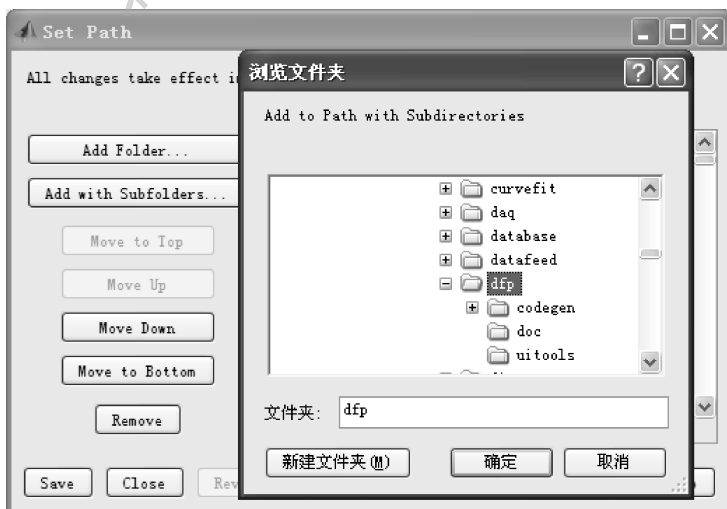 Set Path
All changes take effect i
Add Folder...
Add with Subfolders...
Move to Top
Move Up
Move Down
Move to Bottom
Remove
Save
Close
Rev
浏览文件夹
Add to Path with Subdirectories
curvefit
daq
database
datafeed
dfp
codegen
doc
uitools
文件夹:
dfp
新建文件夹(M)
确定
取消